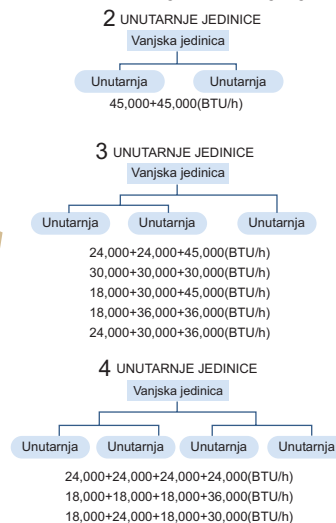 2 UNUTARNJE JEDINICE
Vanjska jedinica
Unutarnja Unutarnja
45,000+45,000(BTU/h)
3 UNUTARNJE JEDINICE
Vanjska jedinica
Unutarnja Unutarnja Unutarnja
24,000+24,000+45,000(BTU/h)
30,000+30,000+30,000(BTU/h)
18,000+30,000+45,000(BTU/h)
18,000+36,000+36,000(BTU/h)
24,000+30,000+36,000(BTU/h)
4 UNUTARNJE JEDINICE
Vanjska jedinica
Unutarnja Unutarnja Unutarnja Unutarnja
24,000+24,000+24,000+24,000(BTU/h)
18,000+18,000+18,000+36,000(BTU/h)
18,000+24,000+18,000+30,000(BTU/h)